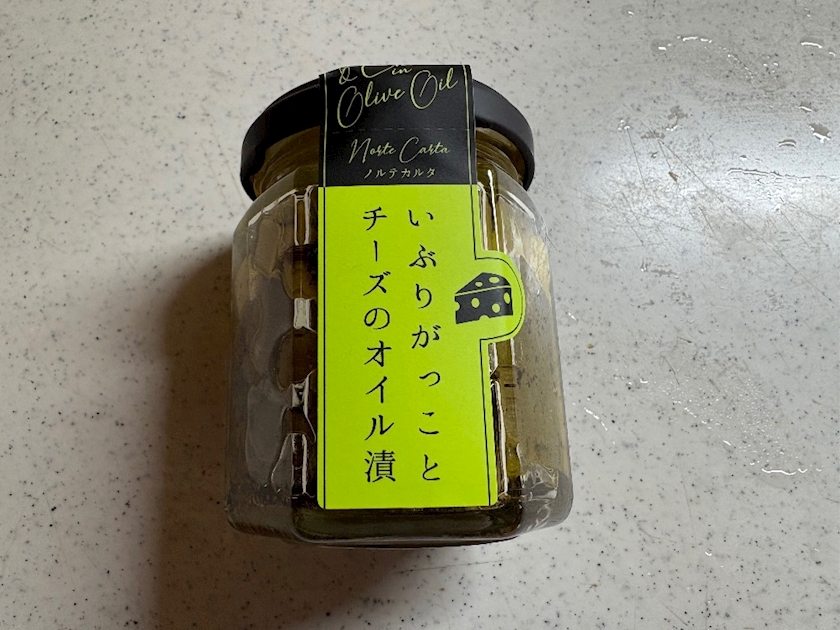 & C in
Olive Oil
Norte Carta
ノルテカルタ
いぶりがっこと
チーズのオイル漬